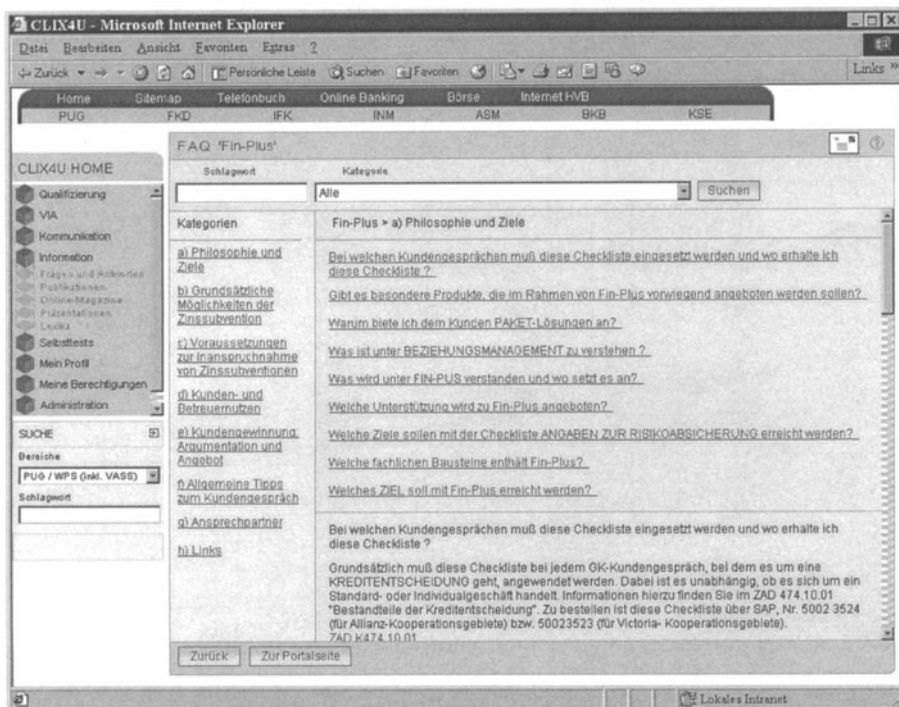 CLIX4U - Microsoft Internet Explorer
Datei Bearbeiten Ansicht Favoriten Extras ?
Zurück Persönliche Leiste Suchen Favoriten Links »
Home Sitemap Telefonbuch Online Banking Börse Internet HVB
PUG FKD IFK INM ASM BKB KSE
CLIX4U HOME
Qualifizierung
VIA
Kommunikation
Information
Fragen und Antworten
Publikationen
Online-Magazine
Präsentationen
Lexika
Selbsttests
Mein Profil
Meine Berechtigungen
Administration
SUCHE
Bereiche
PUG / WPS (inkl. VASS)
Schlagwort
FAQ 'Fin-Plus'
Schlagwort Kategorie
Alle Suchen
Kategorien
a) Philosophie und
Ziele
b) Grundsätzliche
Möglichkeiten der
Zinssubvention
c) Voraussetzungen
zur Inanspruchnahme
von Zinssubventionen
d) Kunden- und
Betreuernutzen
e) Kundengewinnung:
Argumentation und
Angebot
f) Allgemeine Tipps
zum Kundengespräch
g) Ansprechpartner
h) Links
Fin-Plus > a) Philosophie und Ziele
Bei welchen Kundengesprächen muß diese Checkliste eingesetzt werden und wo erhalte ich
diese Checkliste ?
Gibt es besondere Produkte, die im Rahmen von Fin-Plus vorwiegend angeboten werden sollen?
Warum biete ich dem Kunden PAKET-Lösungen an?
Was ist unter BEZIEHUNGSMANAGEMENT zu verstehen ?
Was wird unter FIN-PUS verstanden und wo setzt es an?
Welche Unterstützung wird zu Fin-Plus angeboten?
Welche Ziele sollen mit der Checkliste ANGABEN ZUR RISIKOABSICHERUNG erreicht werden?
Welche fachlichen Bausteine enthält Fin-Plus?
Welches ZIEL soll mit Fin-Plus erreicht werden?
Bei welchen Kundengesprächen muß diese Checkliste eingesetzt werden und wo erhalte ich
diese Checkliste ?
Grundsätzlich muß diese Checkliste bei jedem GK-Kundengespräch, bei dem es um eine
KREDITENTSCHEIDUNG geht, angewendet werden. Dabei ist es unabhängig, ob es sich um ein
Standard- oder Individualgeschäft handelt. Informationen hierzu finden Sie im ZAD 474.10.01
"Bestandteile der Kreditentscheidung". Zu bestellen ist diese Checkliste über SAP, Nr. 5002 3524
(für Allianz-Kooperationsgebiete) bzw. 50023523 (für Victoria- Kooperationsgebiete).
ZAD K474.10.01
Zurück Zur Portalseite
Lokales Intranet